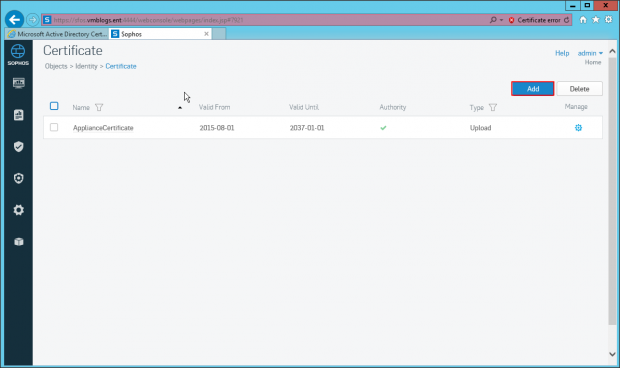 https://sfos.vmblogs.ent:4444/webconsole/webpages/index.jsp#7921
Certificate error
Microsoft Active Directory Cert...
Sophos
SOPHOS
Certificate
Help
admin
Objects > Identity > Certificate
Home
Add
Delete
Name
Valid From
Valid Until
Authority
Type
Manage
ApplianceCertificate
2015-08-01
2037-01-01
Upload